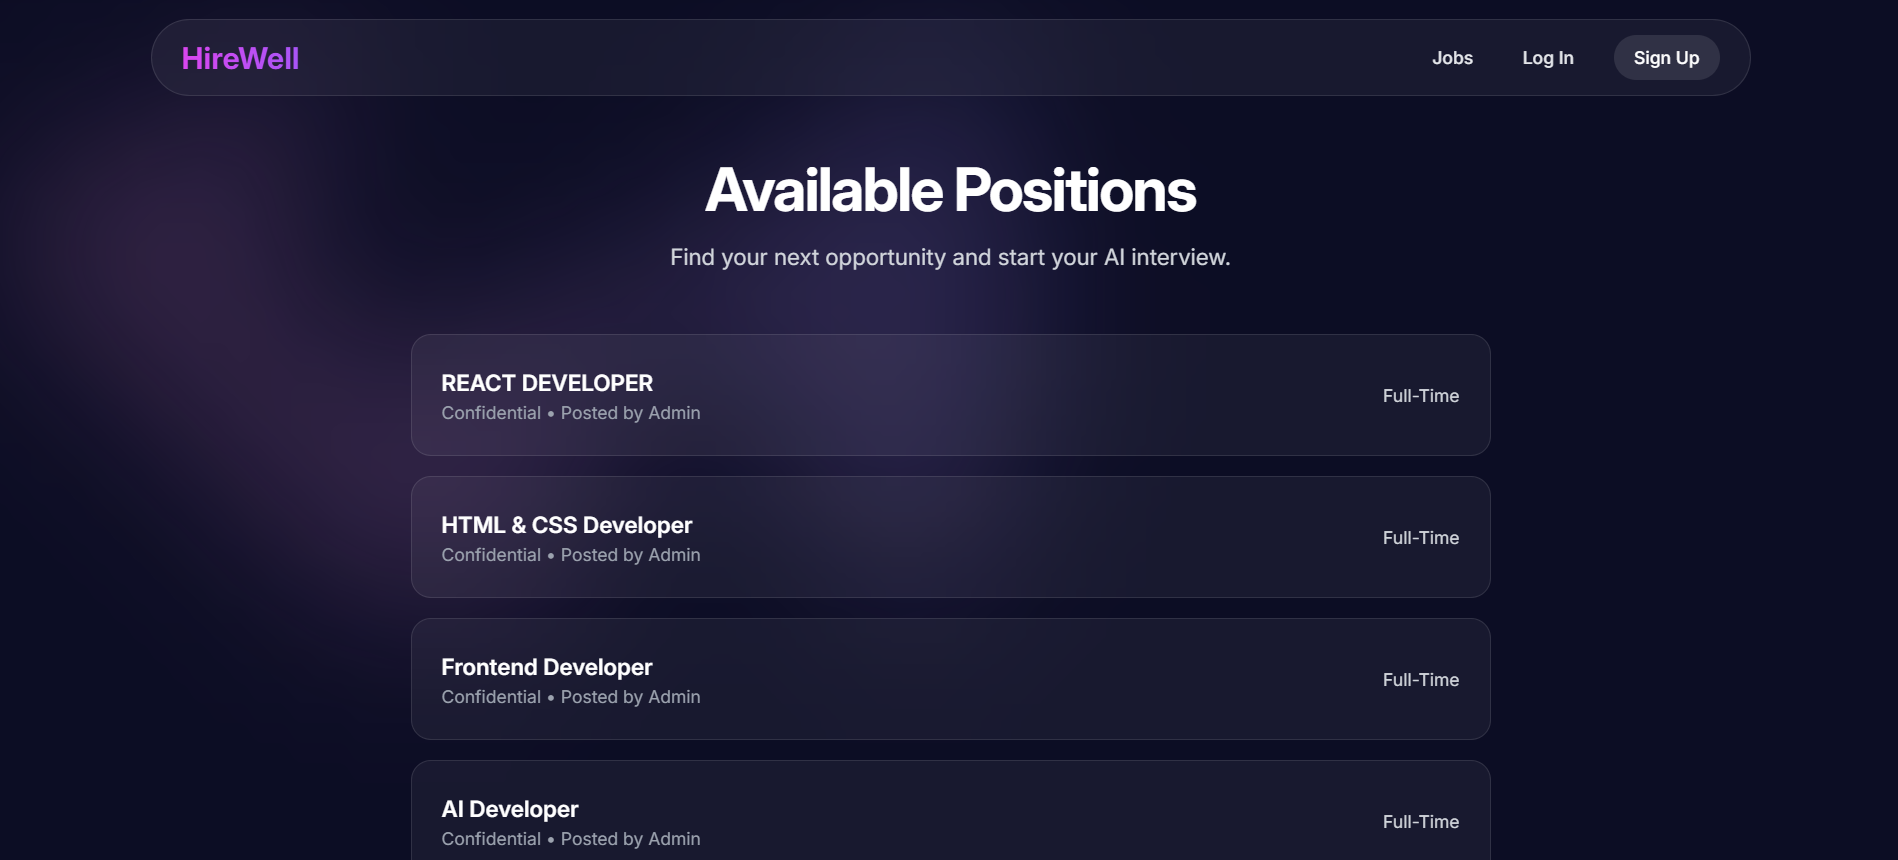 HireWell
Jobs
Log In
Sign Up
Available Positions
Find your next opportunity and start your AI interview.
REACT DEVELOPER
Confidential • Posted by Admin
Full-Time
HTML & CSS Developer
Confidential • Posted by Admin
Full-Time
Frontend Developer
Confidential • Posted by Admin
Full-Time
AI Developer
Confidential • Posted by Admin
Full-Time